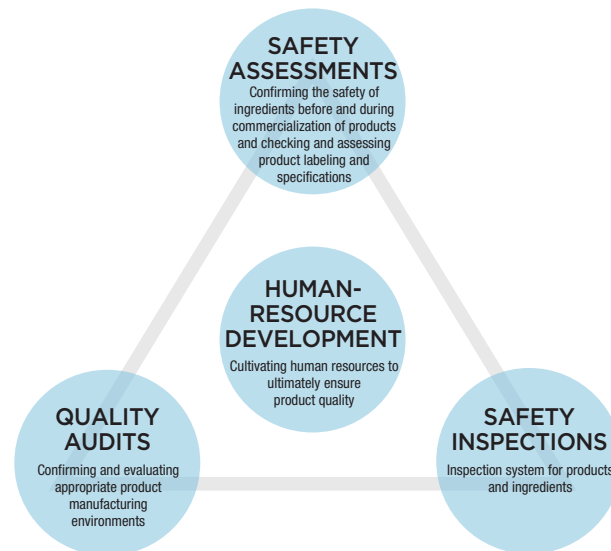 SAFETY
ASSESSMENTS
Confirming the safety of
ingredients before and during
commercialization of products
and checking and assessing
product labeling and
specifications
HUMAN-
RESOURCE
DEVELOPMENT
Cultivating human resources to
ultimately ensure
product quality
QUALITY
AUDITS
Confirming and evaluating
appropriate product
manufacturing
environments
SAFETY
INSPECTIONS
Inspection system for products
and ingredients